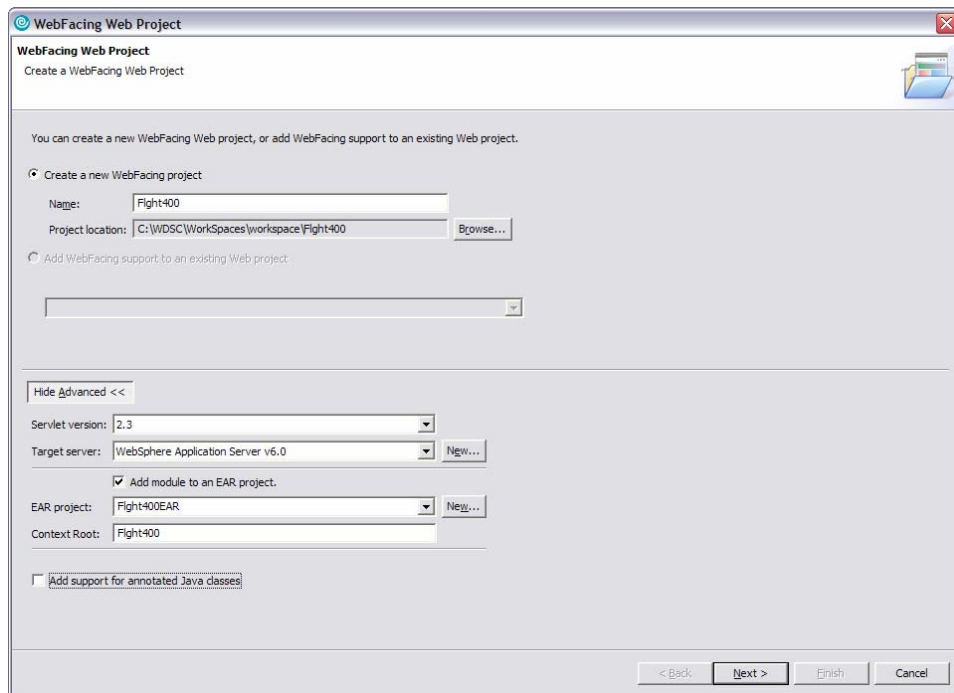 WebFacing Web Project
WebFacing Web Project
Create a WebFacing Web Project
You can create a new WebFacing Web project, or add WebFacing support to an existing Web project.
Create a new WebFacing project
Name: Flght400
Project location: C:\WDSC\WorkSpaces\workspace\Flght400 Browse...
Add WebFacing support to an existing Web project
Hide Advanced <<
Servlet version: 2.3
Target server: WebSphere Application Server v6.0 New...
Add module to an EAR project.
EAR project: Flght400EAR New...
Context Root: Flght400
Add support for annotated Java classes
< Back Next > Finish Cancel